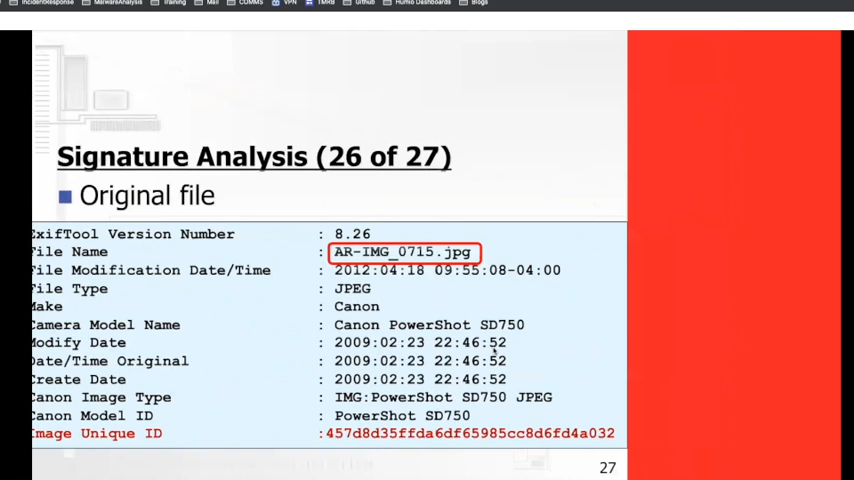 IncidentResponse MalwareAnalysis Training Mail COMMS VPN TMRB Github Humio Dashboards Blogs
Signature Analysis (26 of 27)
Original file
ExifTool Version Number : 8.26
File Name : AR-IMG_0715.jpg
File Modification Date/Time : 2012:04:18 09:55:08-04:00
File Type : JPEG
Make : Canon
Camera Model Name : Canon PowerShot SD750
Modify Date : 2009:02:23 22:46:52
Date/Time Original : 2009:02:23 22:46:52
Create Date : 2009:02:23 22:46:52
Canon Image Type : IMG:PowerShot SD750 JPEG
Canon Model ID : PowerShot SD750
Image Unique ID :457d8d35ffda6df65985cc8d6fd4a032
27